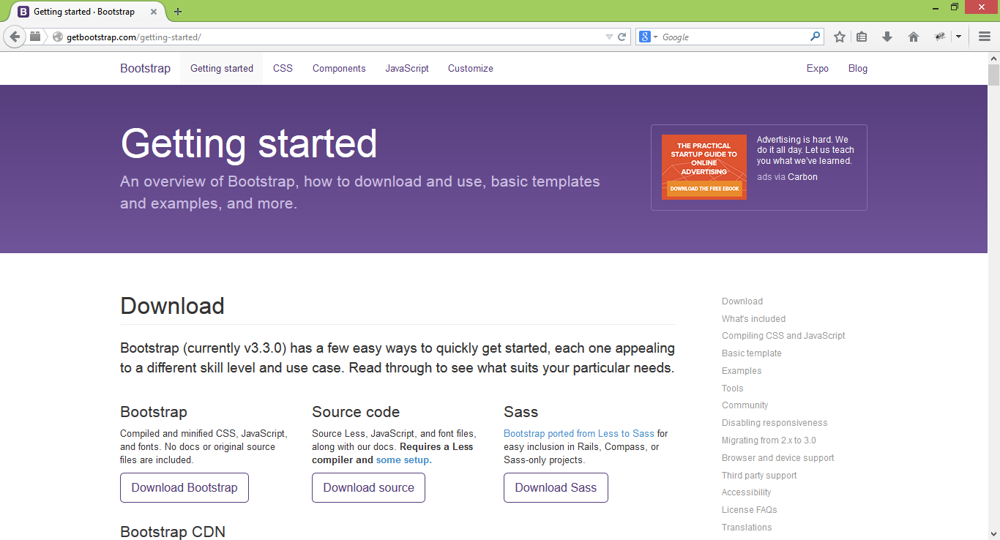 Getting started · Bootstrap
getbootstrap.com/getting-started/
Google
Bootstrap
Getting started
CSS
Components
JavaScript
Customize
Expo
Blog
Getting started
An overview of Bootstrap, how to download and use, basic templates
and examples, and more.
THE PRACTICAL
STARTUP GUIDE TO
ONLINE
ADVERTISING
DOWNLOAD THE FREE EBOOK
Advertising is hard. We
do it all day. Let us teach
you what we've learned.
ads via Carbon
Download
Bootstrap (currently v3.3.0) has a few easy ways to quickly get started, each one appealing
to a different skill level and use case. Read through to see what suits your particular needs.
Bootstrap
Compiled and minified CSS, JavaScript,
and fonts. No docs or original source
files are included.
Download Bootstrap
Source code
Source Less, JavaScript, and font files,
along with our docs. Requires a Less
compiler and some setup.
Download source
Sass
Bootstrap ported from Less to Sass for
easy inclusion in Rails, Compass, or
Sass-only projects.
Download Sass
Bootstrap CDN
Download
What's included
Compiling CSS and JavaScript
Basic template
Examples
Tools
Community
Disabling responsiveness
Migrating from 2.x to 3.0
Browser and device support
Third party support
Accessibility
License FAQs
Translations